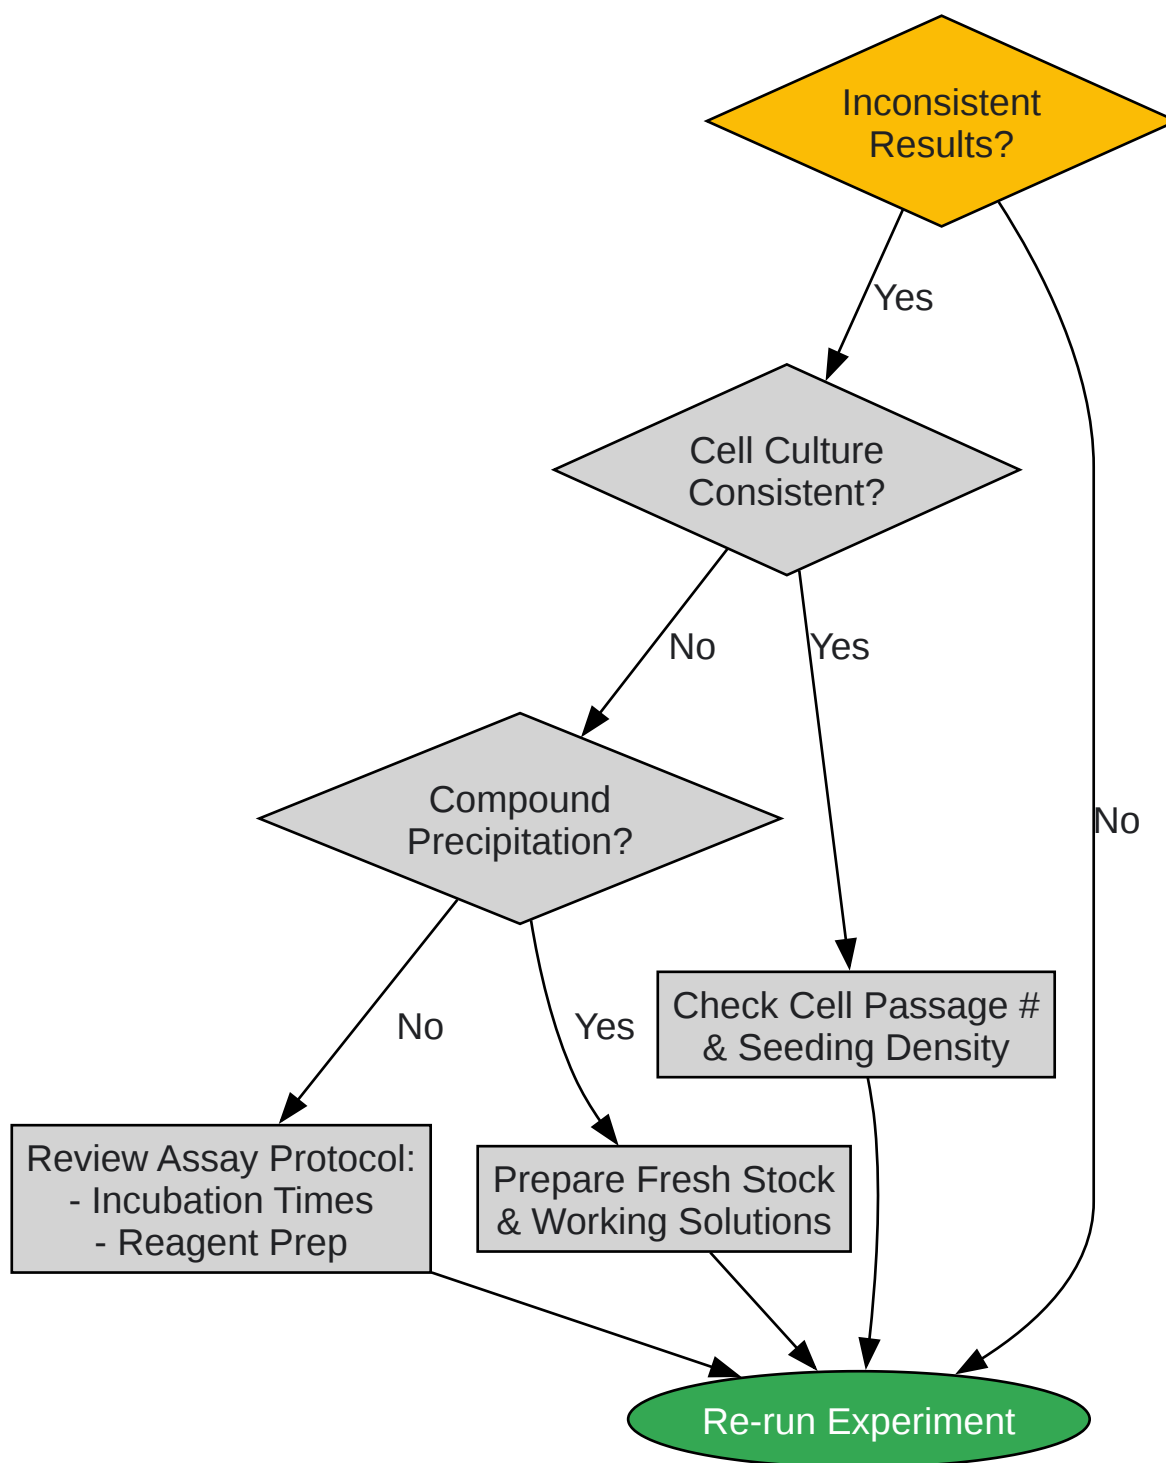 Inconsistent
Results?
Yes
Cell Culture
Consistent?
No
Yes
Compound
Precipitation?
No
No
Yes
Check Cell Passage #
& Seeding Density
Review Assay Protocol:
- Incubation Times
- Reagent Prep
Prepare Fresh Stock
& Working Solutions
Re-run Experiment